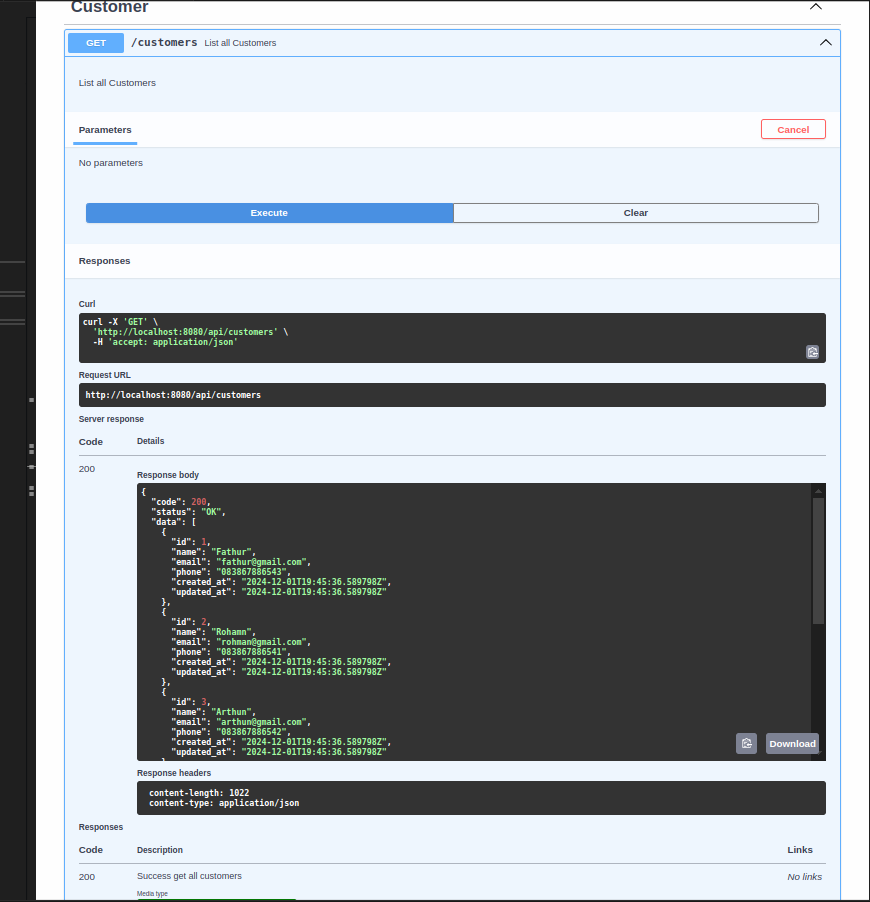 Customer
GET /customers List all Customers
List all Customers
Parameters
Cancel
No parameters
Execute
Clear
Responses
Curl
curl -X 'GET' \
'http://localhost:8080/api/customers' \
-H 'accept: application/json'
Request URL
http://localhost:8080/api/customers
Server response
Code Details
200
Response body
{
"code": 200,
"status": "OK",
"data": [
{
"id": 1,
"name": "Fathur",
"email": "fathur@gmail.com",
"phone": "083867886543",
"created_at": "2024-12-01T19:45:36.589798Z",
"updated_at": "2024-12-01T19:45:36.589798Z"
},
{
"id": 2,
"name": "Rohamn",
"email": "rohman@gmail.com",
"phone": "083867886541",
"created_at": "2024-12-01T19:45:36.589798Z",
"updated_at": "2024-12-01T19:45:36.589798Z"
},
{
"id": 3,
"name": "Arthun",
"email": "arthun@gmail.com",
"phone": "083867886542",
"created_at": "2024-12-01T19:45:36.589798Z",
"updated_at": "2024-12-01T19:45:36.589798Z"
Download
Response headers
content-length: 1022
content-type: application/json
Responses
Code Description Links
200 Success get all customers No links
Media type